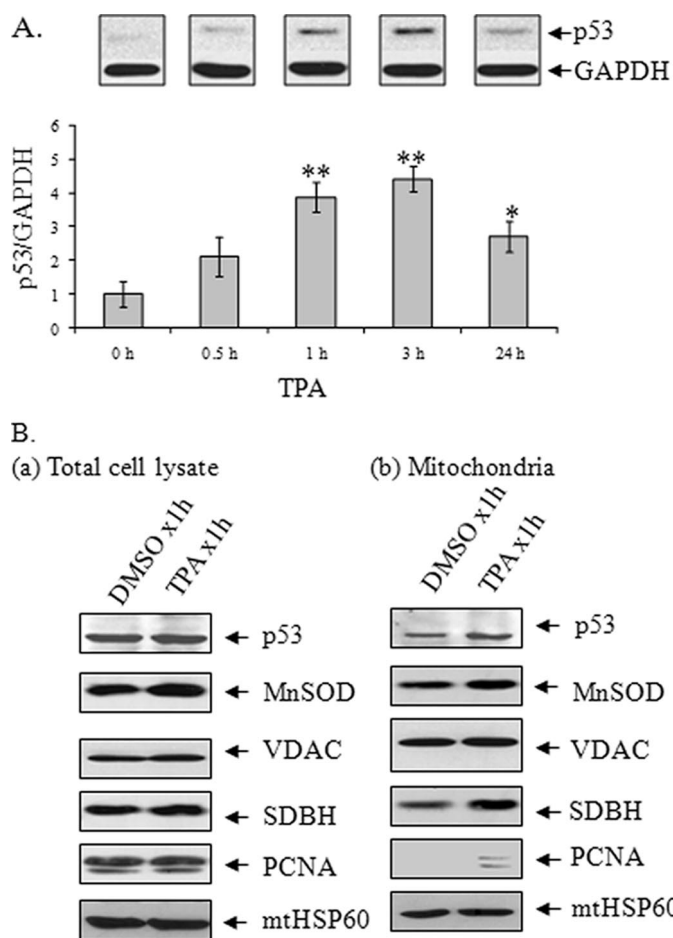 A.
p53
GAPDH
6
5
4
3
2
1
0
p53/GAPDH
** ** *
0 h 0.5 h 1 h 3 h 24 h
TPA
B.
(a) Total cell lysate
(b) Mitochondria
DMSO x1h TPA x1h
DMSO x1h TPA x1h
p53 p53
MnSOD MnSOD
VDAC VDAC
SDBH SDBH
PCNA PCNA
mtHSP60 mtHSP60